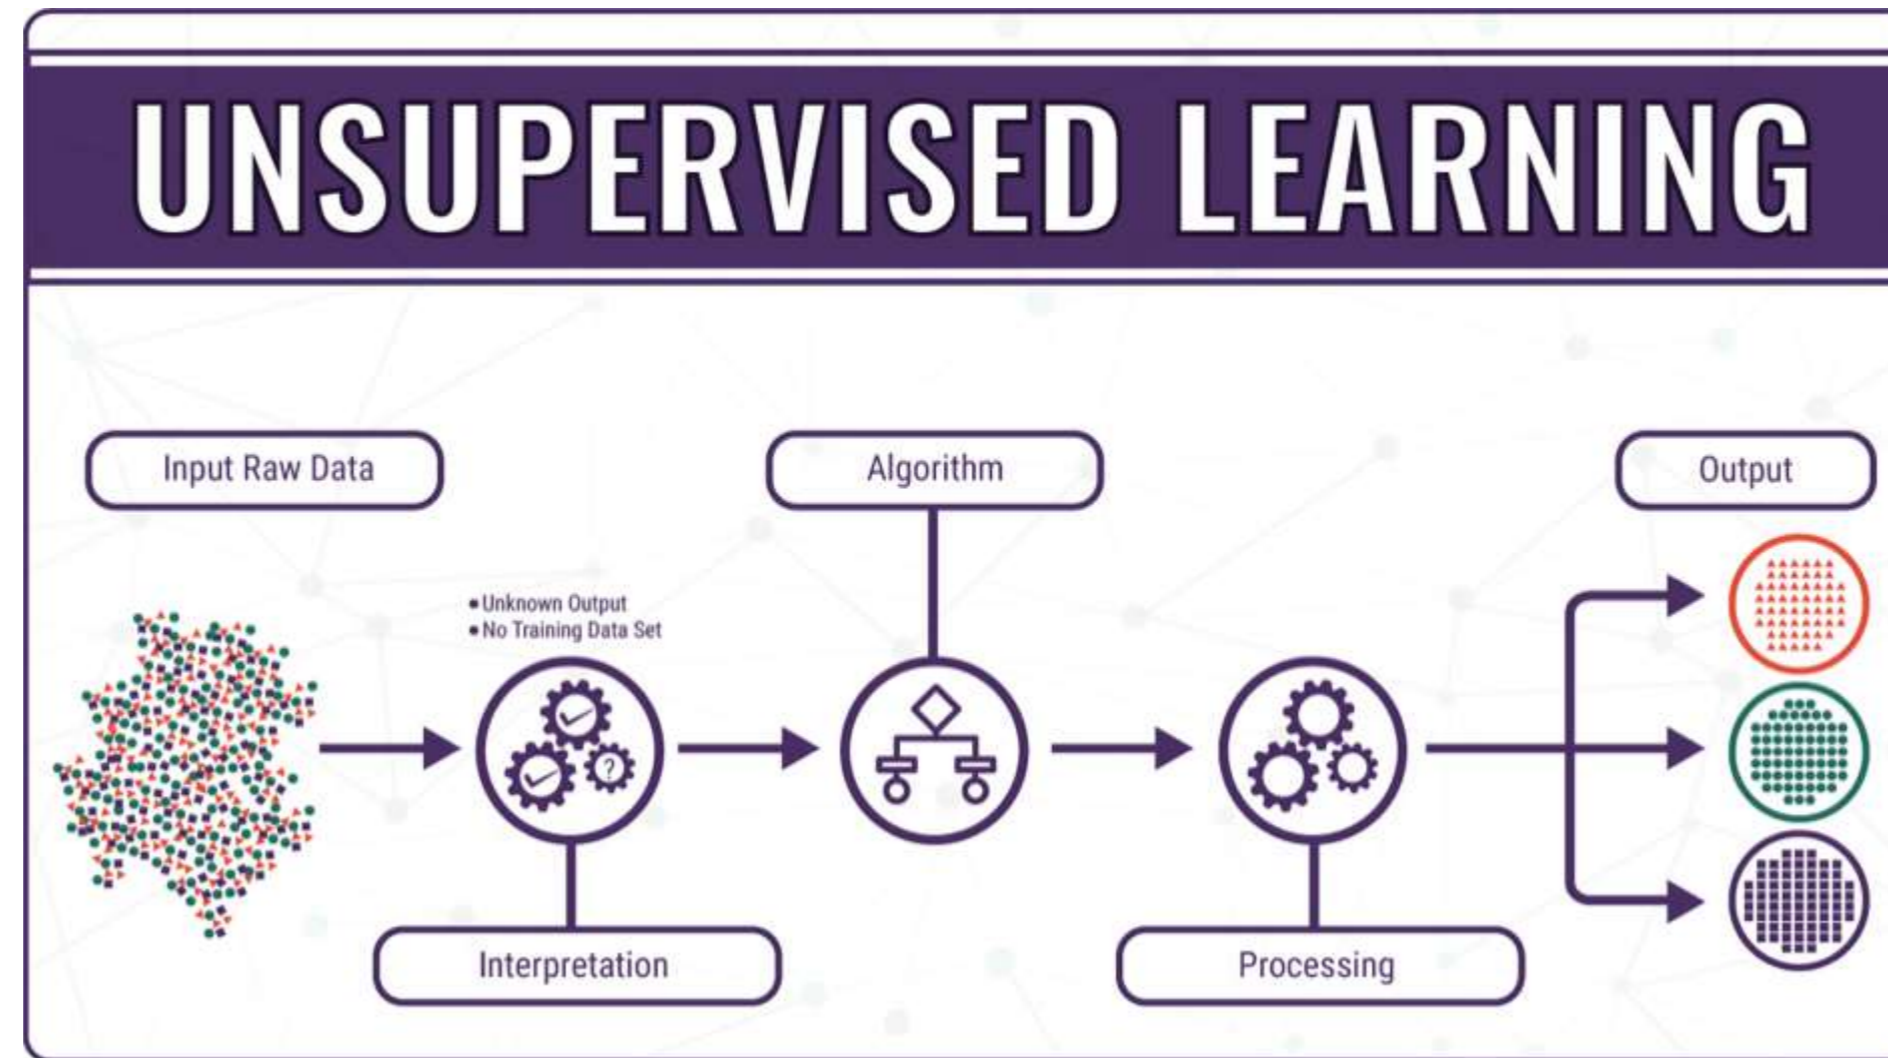 UNSUPERVISED LEARNING
Input Raw Data
Algorithm
Output
• Unknown Output
• No Training Data Set
?
Interpretation
Processing